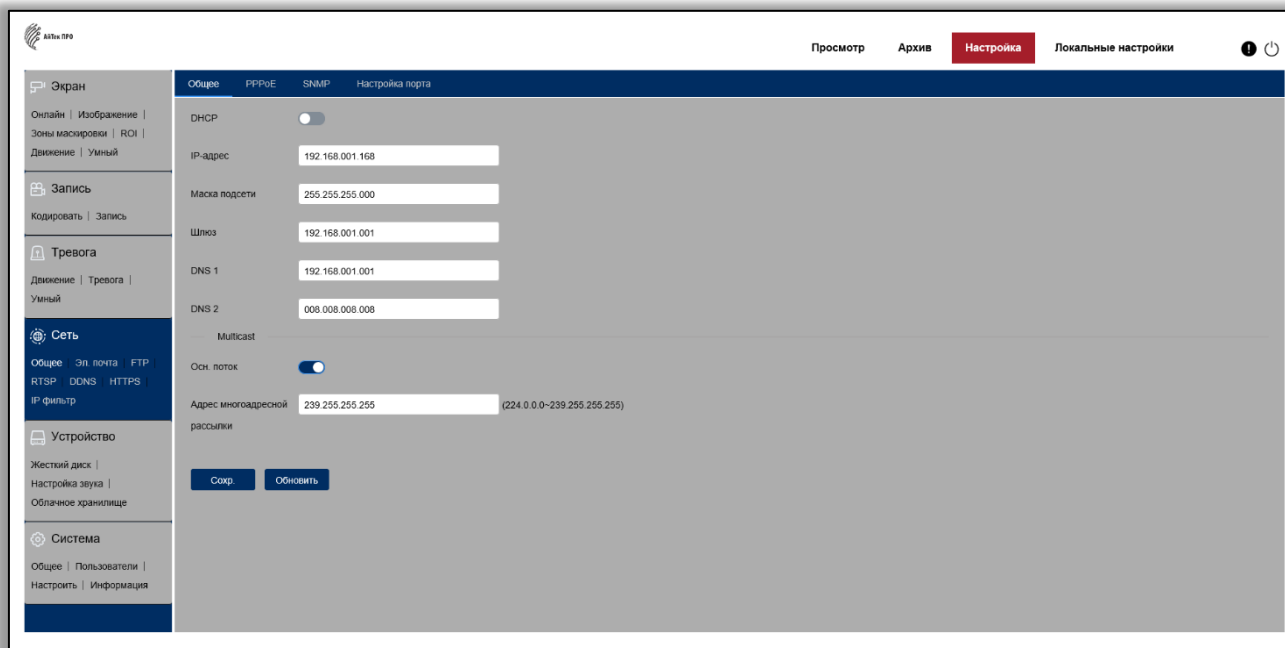 АйТек ПРО
Просмотр Архив Настройка Локальные настройки
Экран
Онлайн | Изображение |
Зоны маскировки | ROI |
Движение | Умный
Запись
Кодировать | Запись
Тревога
Движение | Тревога |
Умный
Сеть
Общее | Эл. почта | FTP |
RTSP | DDNS | HTTPS |
IP фильтр
Устройство
Жесткий диск |
Настройка звука |
Облачное хранилище
Система
Общее | Пользователи |
Настроить | Информация
Общее PPPoE SNMP Настройка порта
DHCP
IP-адрес 192.168.001.168
Маска подсети 255.255.255.000
Шлюз 192.168.001.001
DNS 1 192.168.001.001
DNS 2 008.008.008.008
Multicast
Осн. поток
Адрес многоадресной 239.255.255.255 (224.0.0.0~239.255.255.255)
рассылки
Сохр. Обновить